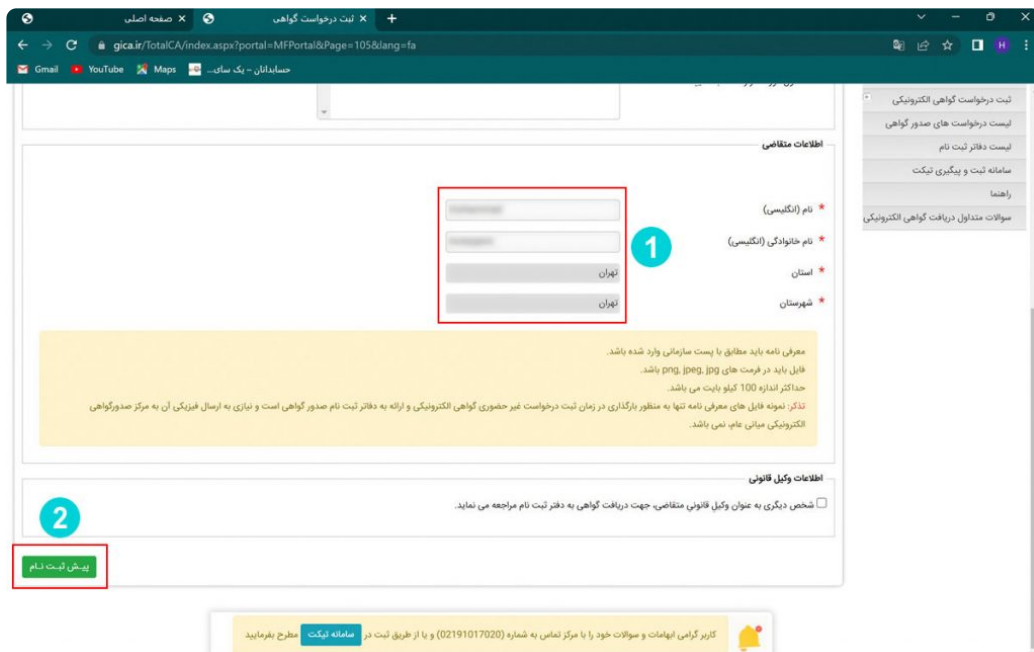 صفحه اصلی
ثبت درخواست گواهی
gica.ir/TotalCA/index.aspx?portal=MFPortal&Page=105&lang=fa
H
Gmail
YouTube
Maps
حسابداتان – یک سای...
ثبت درخواست گواهی الکترونیکی
لیست درخواست های صدور گواهی
لیست دفاتر ثبت نام
سامانه ثبت و پیگیری تیکت
راهنما
سوالات متداول دریافت گواهی الکترونیکی
اطلاعات متقاضی
* نام (انگلیسی)
* نام خانوادگی (انگلیسی)
1
* استان
تهران
* شهرستان
تهران
معرفی نامه باید مطابق با پست سازمانی وارد شده باشد.
فایل باید در فرمت های png, jpeg, jpg باشد.
حداکثر اندازه 100 کیلو بایت می باشد.
تذکر: نمونه فایل های معرفی نامه تنها به منظور بارگذاری در زمان ثبت درخواست غیر حضوری گواهی الکترونیکی و ارائه به دفاتر ثبت نام صدور گواهی است و نیازی به ارسال فیزیکی آن به مرکز صدورگواهی
الکترونیکی میانی عام، نمی باشد.
اطلاعات وکیل قانونی
شخص دیگری به عنوان وکیل قانونی متقاضی، جهت دریافت گواهی به دفتر ثبت نام مراجعه می نماید.
2
پیـش ثبـت نـام
کاربر گرامی ابهامات و سوالات خود را با مرکز تماس به شماره (02191017020) و یا از طریق ثبت در سامانه تیکت مطرح بفرمایید